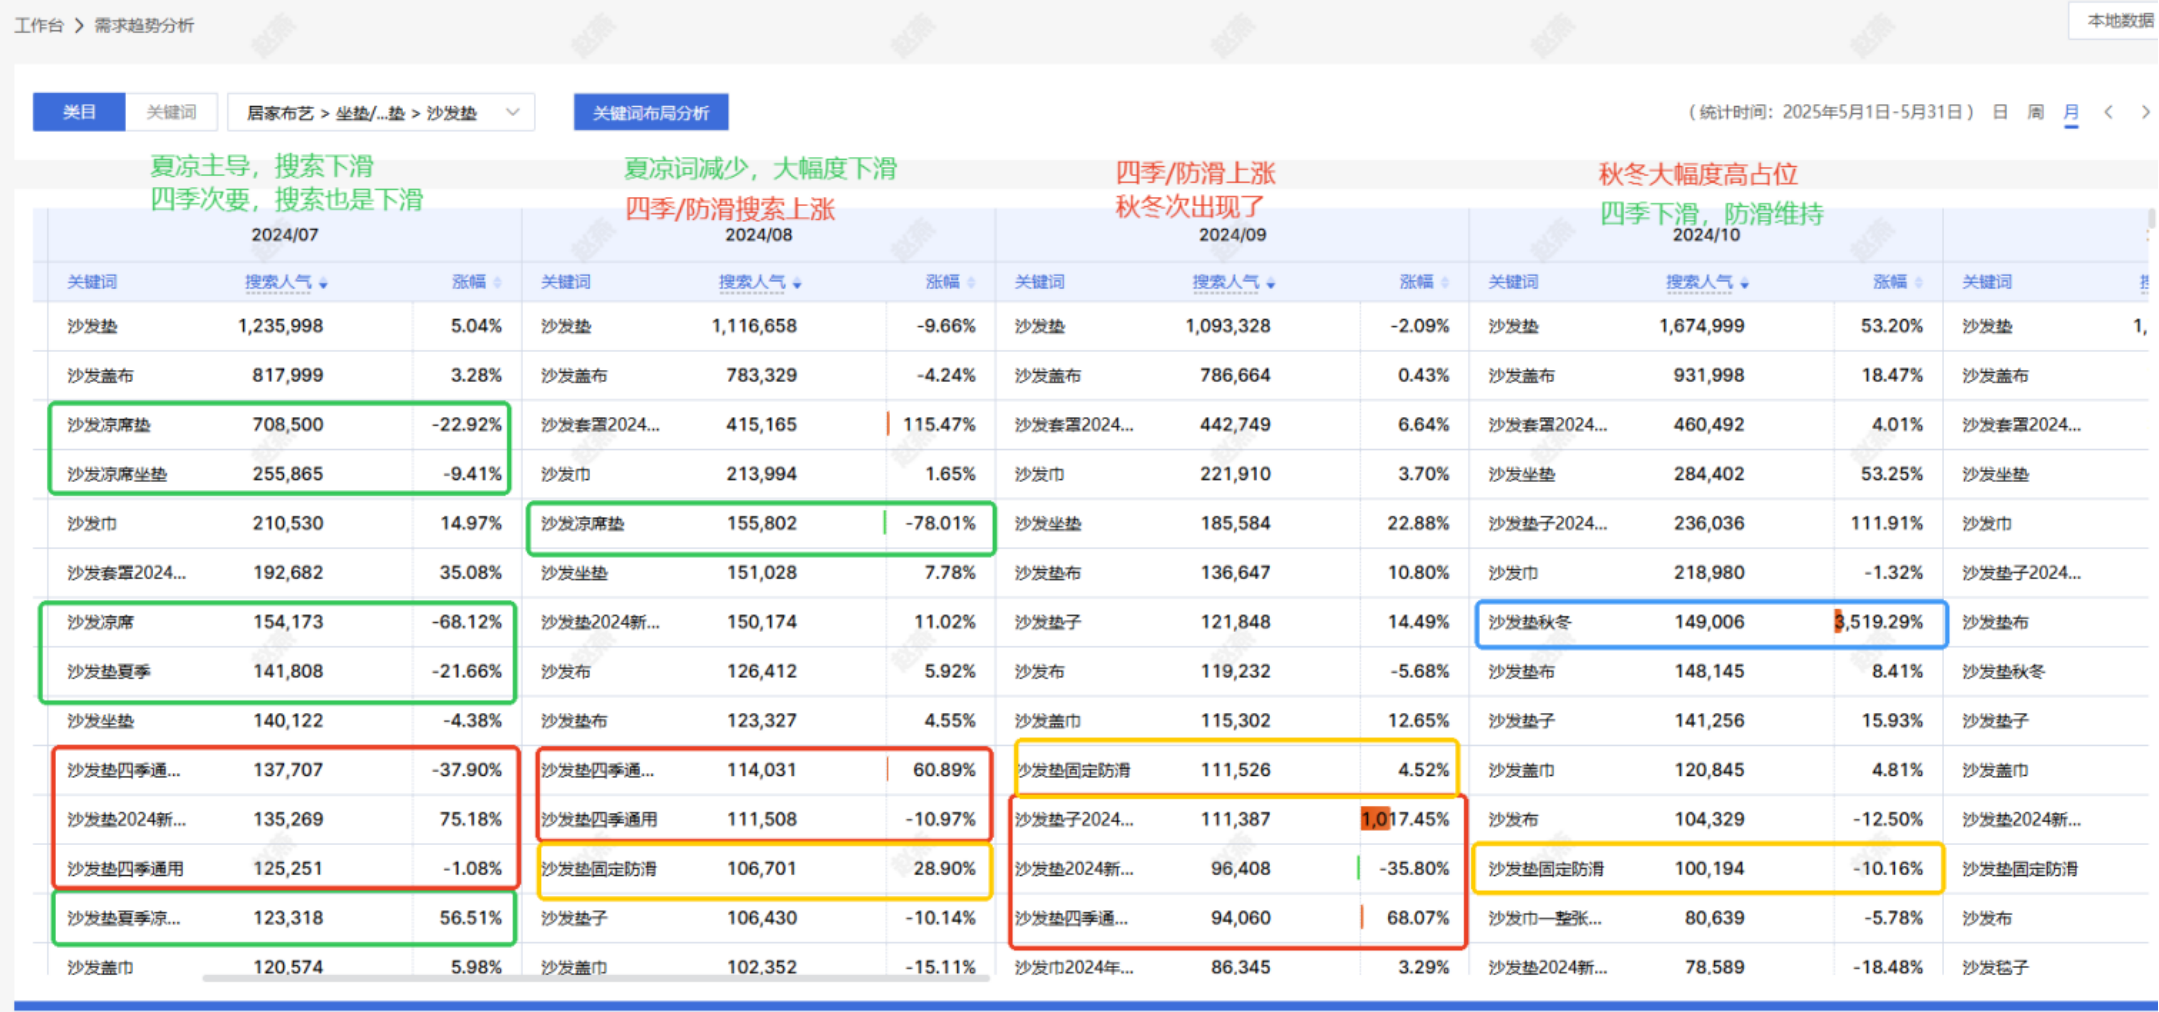 工作台 > 需求趋势分析
本地数据
类目 关键词 居家布艺 > 坐垫/...垫 > 沙发垫 关键词布局分析 （统计时间：2025年5月1日-5月31日） 日 周 月 < >
夏凉主导，搜索下滑
四季次要，搜索也是下滑
夏凉词减少，大幅度下滑
四季/防滑搜索上涨
四季/防滑上涨
秋冬次出现了
秋冬大幅度高占位
四季下滑，防滑维持
2024/07 2024/08 2024/09 2024/10
关键词 搜索人气 涨幅 关键词 搜索人气 涨幅 关键词 搜索人气 涨幅 关键词 搜索人气 涨幅 关键词
沙发垫 1,235,998 5.04% 沙发垫 1,116,658 -9.66% 沙发垫 1,093,328 -2.09% 沙发垫 1,674,999 53.20% 沙发垫 1,
沙发盖布 817,999 3.28% 沙发盖布 783,329 -4.24% 沙发盖布 786,664 0.43% 沙发盖布 931,998 18.47% 沙发盖布
沙发凉席垫 708,500 -22.92% 沙发套罩2024... 415,165 115.47% 沙发套罩2024... 442,749 6.64% 沙发套罩2024... 460,492 4.01% 沙发套罩2024...
沙发凉席坐垫 255,865 -9.41% 沙发巾 213,994 1.65% 沙发巾 221,910 3.70% 沙发坐垫 284,402 53.25% 沙发坐垫
沙发巾 210,530 14.97% 沙发凉席垫 155,802 -78.01% 沙发坐垫 185,584 22.88% 沙发垫子2024... 236,036 111.91% 沙发巾
沙发套罩2024... 192,682 35.08% 沙发坐垫 151,028 7.78% 沙发垫布 136,647 10.80% 沙发巾 218,980 -1.32% 沙发垫子2024...
沙发凉席 154,173 -68.12% 沙发垫2024新... 150,174 11.02% 沙发垫子 121,848 14.49% 沙发垫秋冬 149,006 3,519.29% 沙发垫布
沙发垫夏季 141,808 -21.66% 沙发布 126,412 5.92% 沙发布 119,232 -5.68% 沙发垫布 148,145 8.41% 沙发垫秋冬
沙发坐垫 140,122 -4.38% 沙发垫布 123,327 4.55% 沙发盖巾 115,302 12.65% 沙发垫子 141,256 15.93% 沙发垫子
沙发垫四季通... 137,707 -37.90% 沙发垫四季通... 114,031 60.89% 沙发垫固定防滑 111,526 4.52% 沙发盖巾 120,845 4.81% 沙发盖巾
沙发垫2024新... 135,269 75.18% 沙发垫四季通用 111,508 -10.97% 沙发垫子2024... 111,387 1,017.45% 沙发布 104,329 -12.50% 沙发垫2024新...
沙发垫四季通用 125,251 -1.08% 沙发垫固定防滑 106,701 28.90% 沙发垫2024新... 96,408 -35.80% 沙发垫固定防滑 100,194 -10.16% 沙发垫固定防滑
沙发垫夏季凉... 123,318 56.51% 沙发垫子 106,430 -10.14% 沙发垫四季通... 94,060 68.07% 沙发巾一整张... 80,639 -5.78% 沙发布
沙发盖巾 120,574 5.98% 沙发盖巾 102,352 -15.11% 沙发巾2024年... 86,345 3.29% 沙发垫2024新... 78,589 -18.48% 沙发毯子